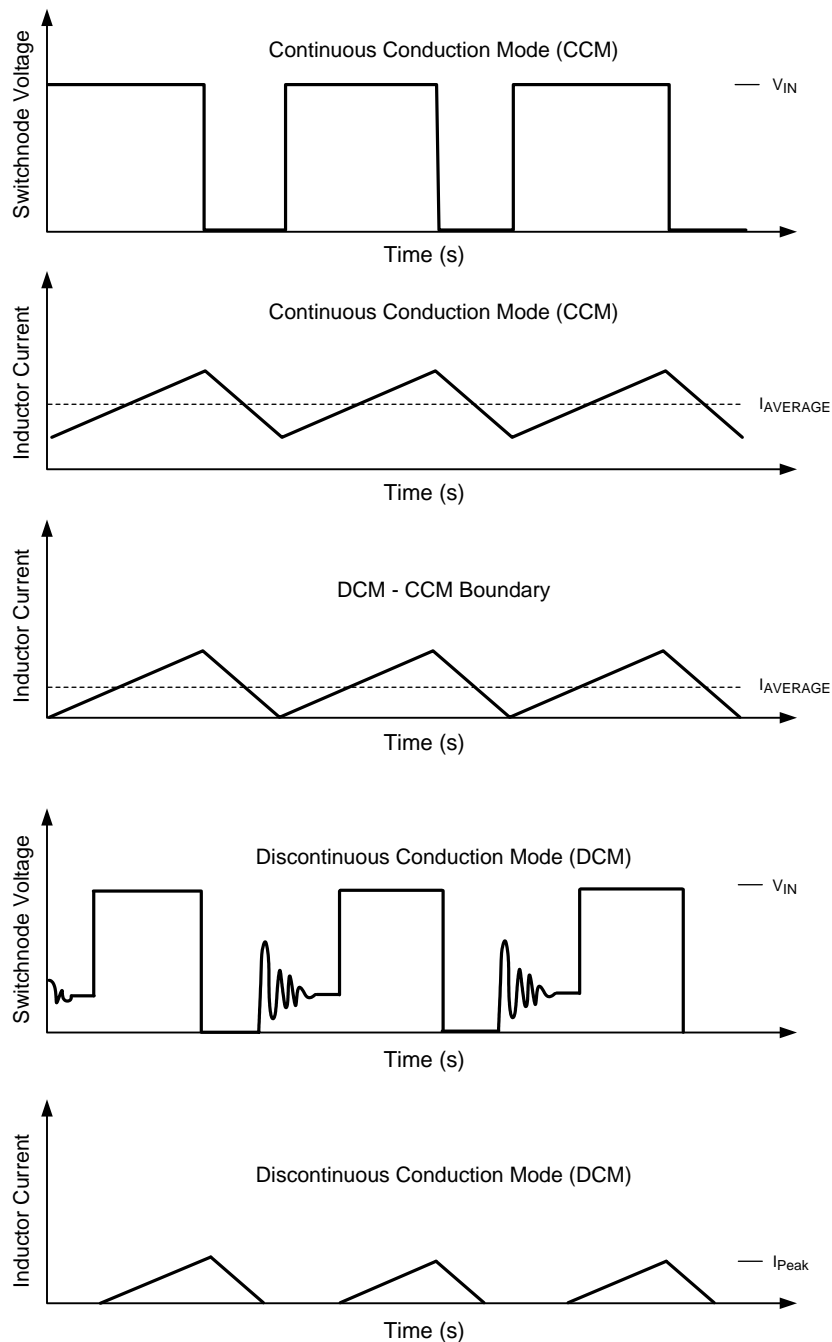 Continuous Conduction Mode (CCM)
V_IN
Switchnode Voltage
Time (s)
Continuous Conduction Mode (CCM)
I_AVERAGE
Inductor Current
Time (s)
DCM - CCM Boundary
I_AVERAGE
Inductor Current
Time (s)
Discontinuous Conduction Mode (DCM)
V_IN
Switchnode Voltage
Time (s)
Discontinuous Conduction Mode (DCM)
I_Peak
Inductor Current
Time (s)